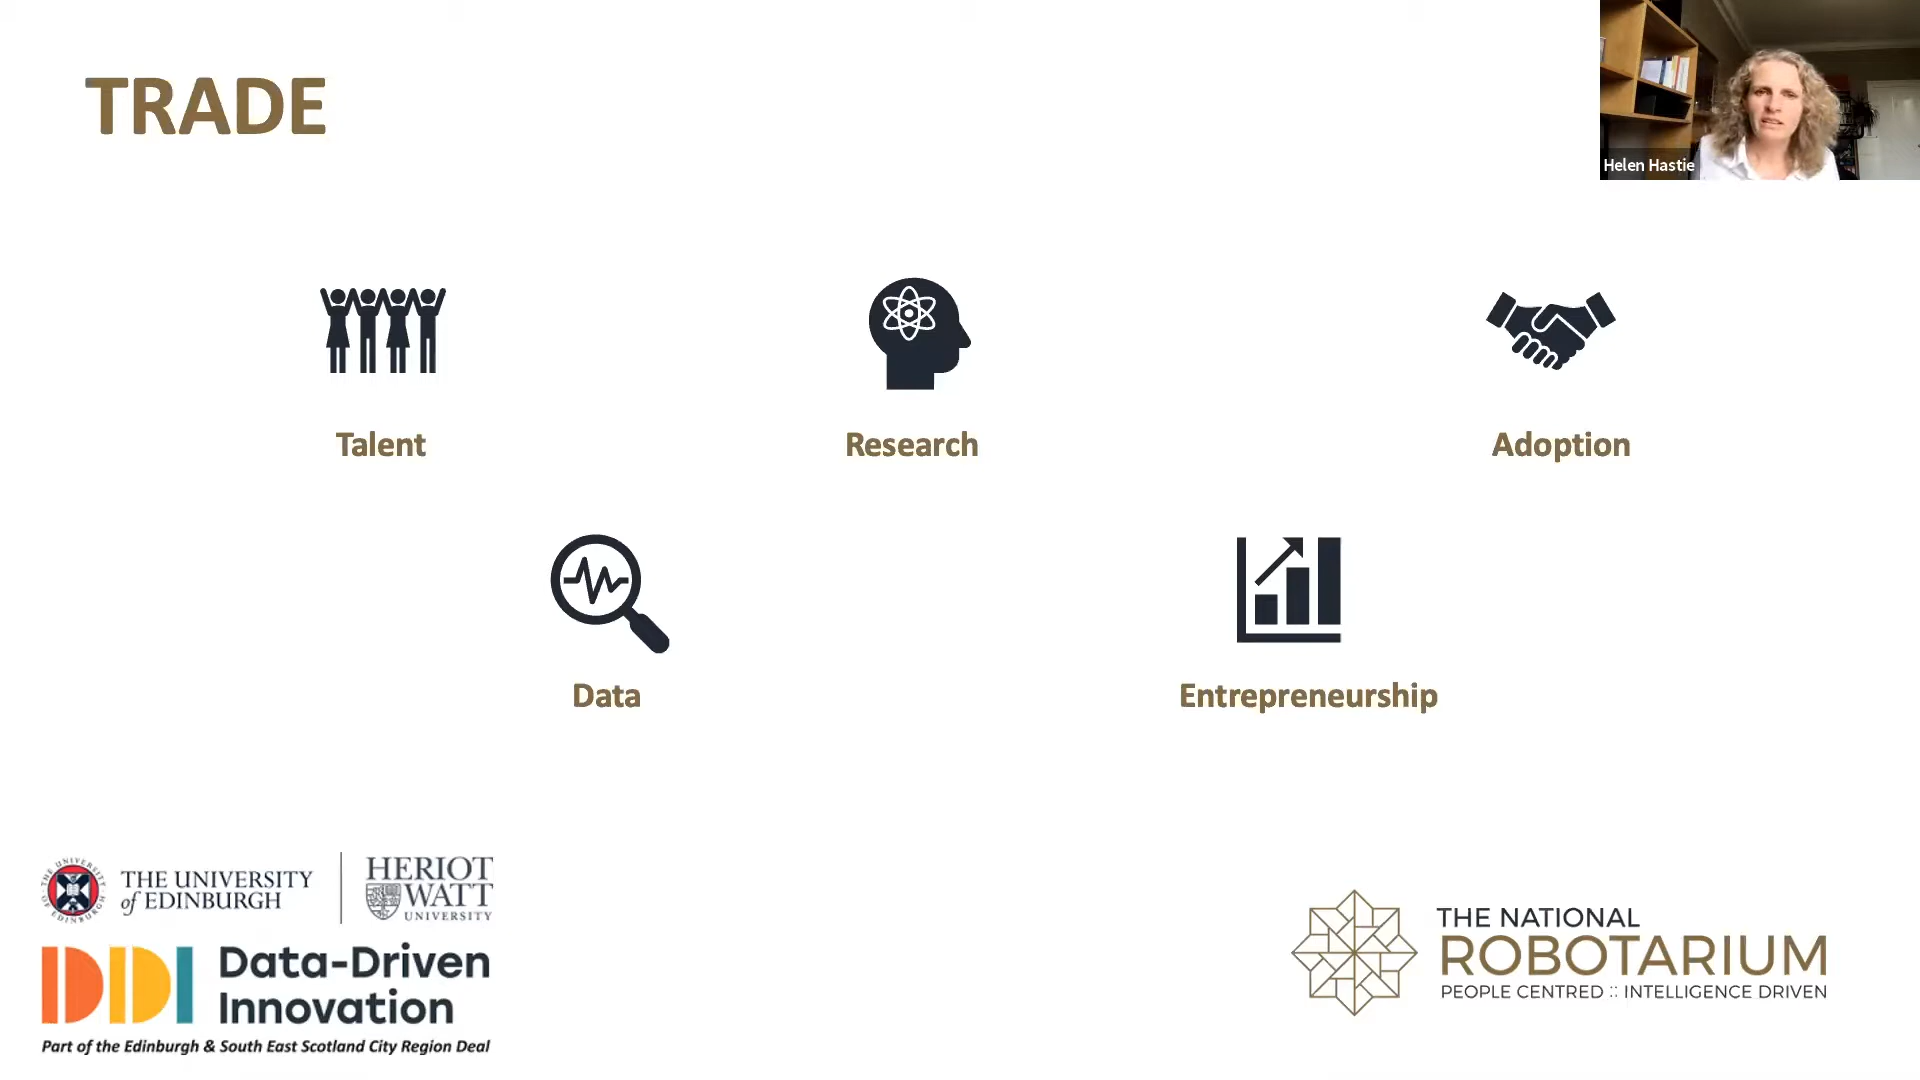 TRADE
Helen Hastie
Talent
Research
Adoption
Data
Entrepreneurship
THE UNIVERSITY
of EDINBURGH
HERIOT
WATT
UNIVERSITY
DDI
Data-Driven
Innovation
Part of the Edinburgh & South East Scotland City Region Deal
THE NATIONAL
ROBOTARIUM
PEOPLE CENTRED :: INTELLIGENCE DRIVEN